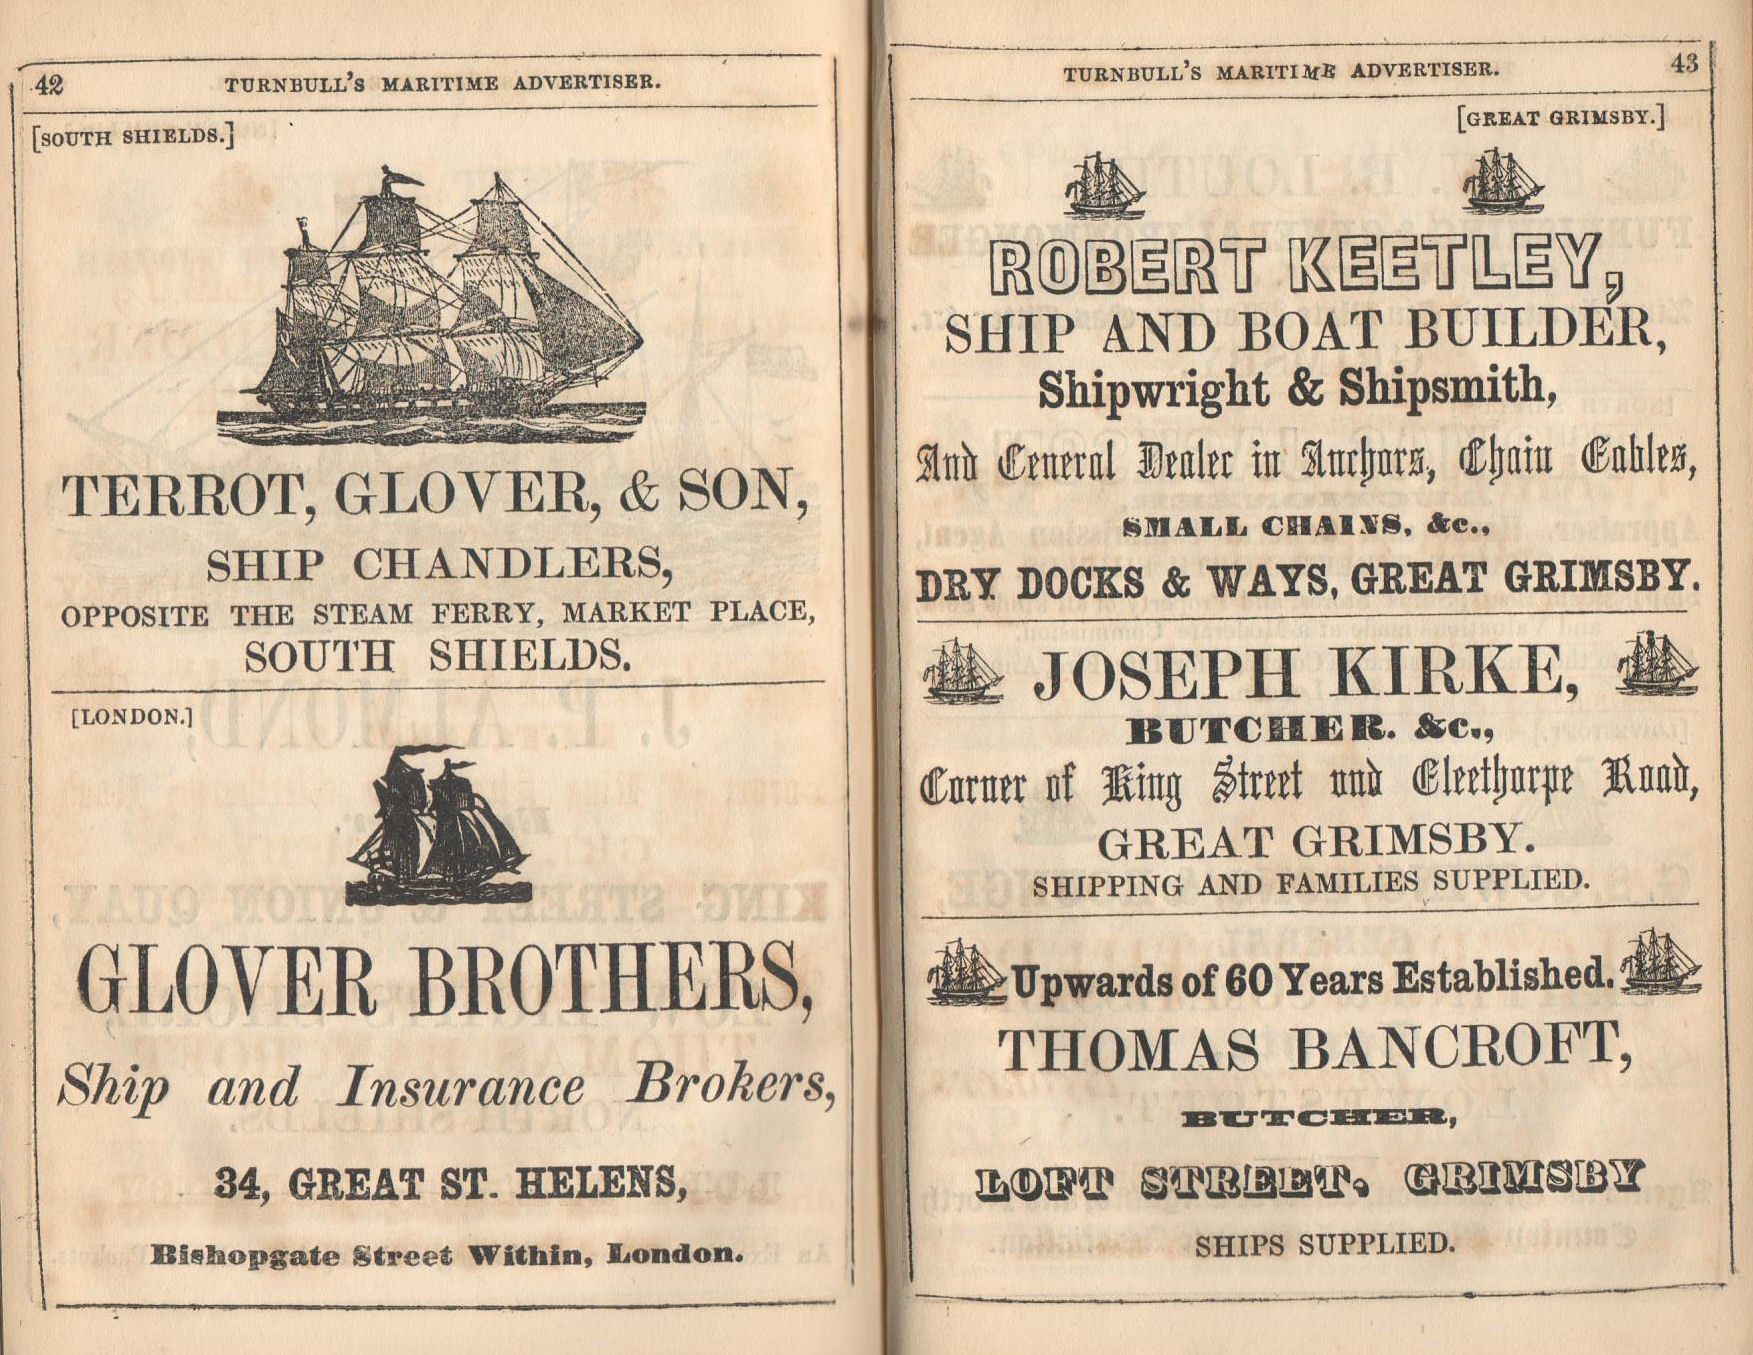 42
TURNBULL'S MARITIME ADVERTISER.
[SOUTH SHIELDS.]
TERROT, GLOVER, & SON,
SHIP CHANDLERS,
OPPOSITE THE STEAM FERRY, MARKET PLACE,
SOUTH SHIELDS.
[LONDON.]
GLOVER BROTHERS,
Ship and Insurance Brokers,
34, GREAT ST. HELENS,
Bishopgate Street Within, London.
TURNBULL'S MARITIME ADVERTISER.
43
[GREAT GRIMSBY.]
ROBERT KEETLEY,
SHIP AND BOAT BUILDER,
Shipwright & Shipsmith,
And General Dealer in Anchors, Chain Cables,
SMALL CHAINS, &c.,
DRY DOCKS & WAYS, GREAT GRIMSBY.
JOSEPH KIRKE,
BUTCHER. &c.,
Corner of King Street and Cleethorpe Road,
GREAT GRIMSBY.
SHIPPING AND FAMILIES SUPPLIED.
Upwards of 60 Years Established.
THOMAS BANCROFT,
BUTCHER,
LOFT STREET, GRIMSBY
SHIPS SUPPLIED.